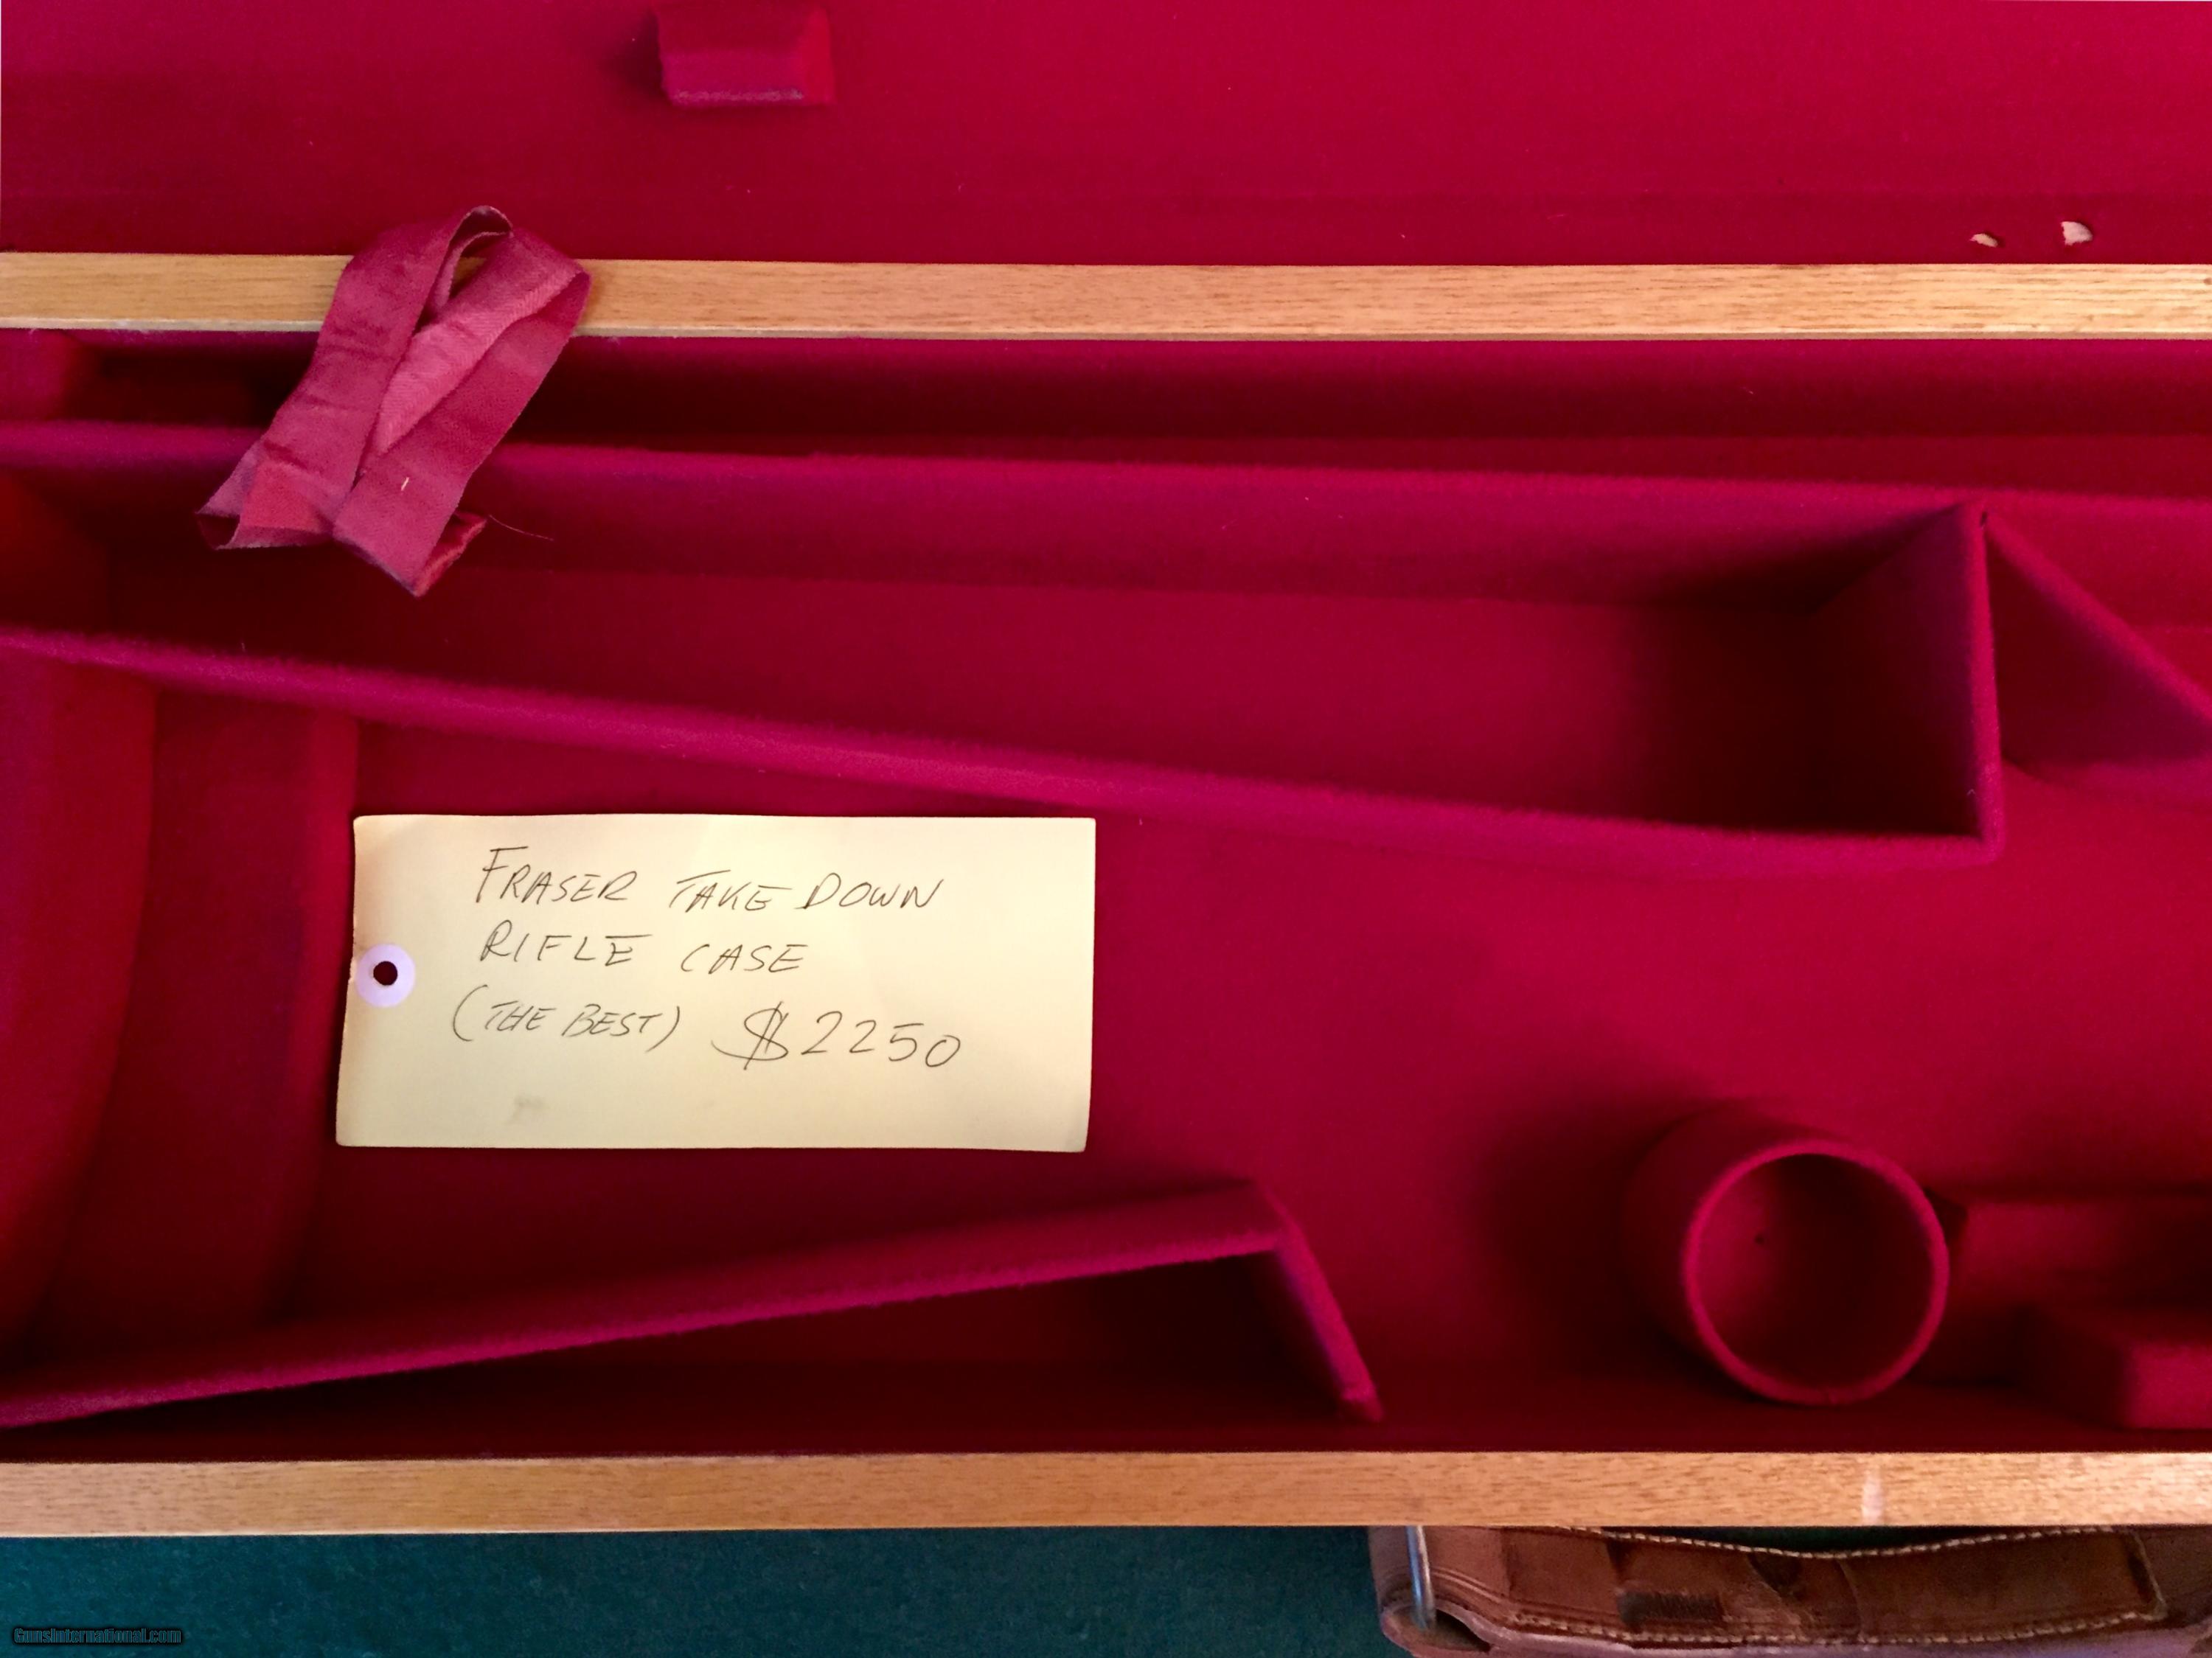 FRASER TAKE DOWN
RIFLE CASE
(THE BEST) $2250
GunsInternational.com